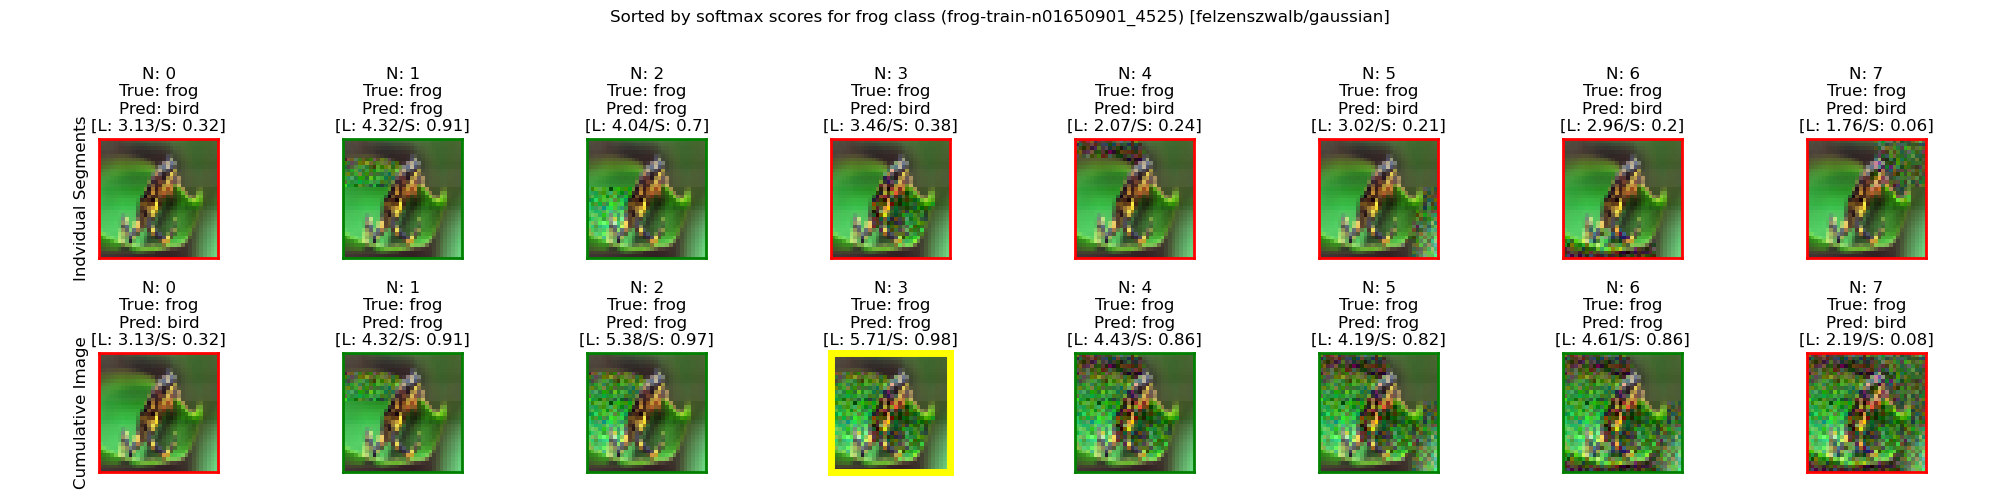 Sorted by softmax scores for frog class (frog-train-n01650901_4525) [felzenszwalb/gaussian]
Indvidual Segments
N: 0
True: frog
Pred: bird
[L: 3.13/S: 0.32]
N: 1
True: frog
Pred: frog
[L: 4.32/S: 0.91]
N: 2
True: frog
Pred: frog
[L: 4.04/S: 0.7]
N: 3
True: frog
Pred: bird
[L: 3.46/S: 0.38]
N: 4
True: frog
Pred: bird
[L: 2.07/S: 0.24]
N: 5
True: frog
Pred: bird
[L: 3.02/S: 0.21]
N: 6
True: frog
Pred: bird
[L: 2.96/S: 0.2]
N: 7
True: frog
Pred: bird
[L: 1.76/S: 0.06]
Cumulative Image
N: 0
True: frog
Pred: bird
[L: 3.13/S: 0.32]
N: 1
True: frog
Pred: frog
[L: 4.32/S: 0.91]
N: 2
True: frog
Pred: frog
[L: 5.38/S: 0.97]
N: 3
True: frog
Pred: frog
[L: 5.71/S: 0.98]
N: 4
True: frog
Pred: frog
[L: 4.43/S: 0.86]
N: 5
True: frog
Pred: frog
[L: 4.19/S: 0.82]
N: 6
True: frog
Pred: frog
[L: 4.61/S: 0.86]
N: 7
True: frog
Pred: bird
[L: 2.19/S: 0.08]